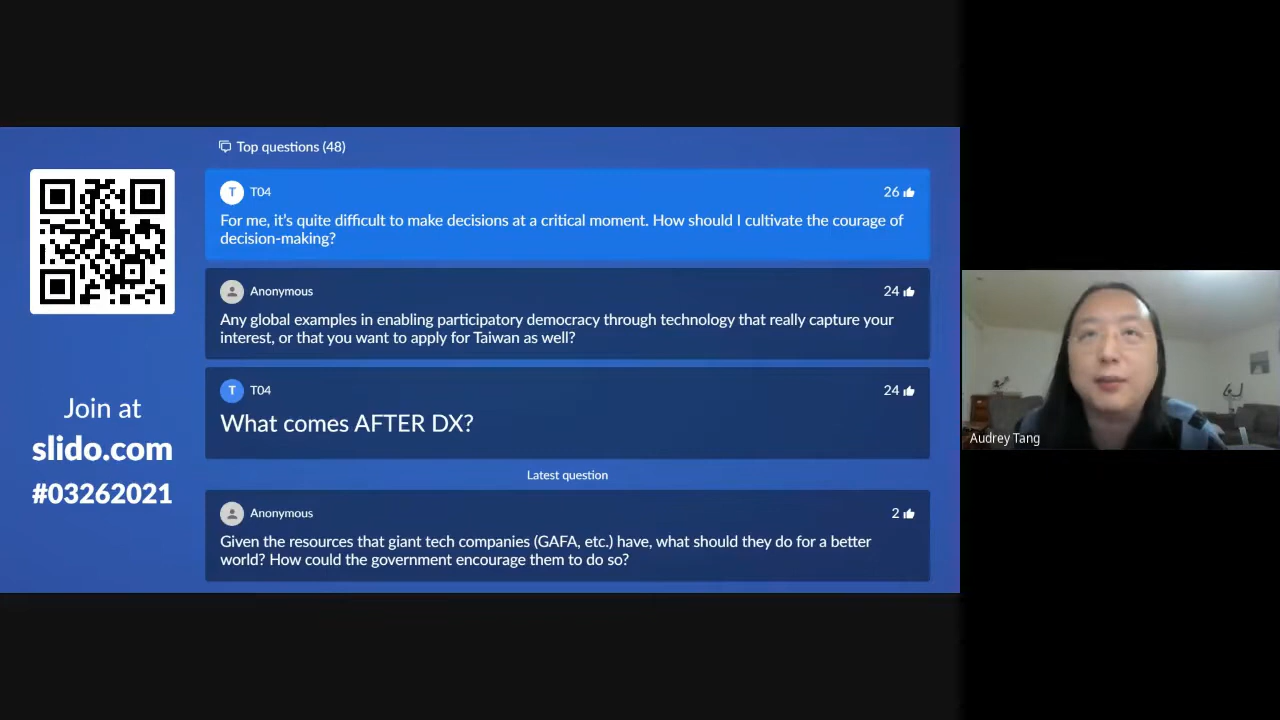 Top questions (48)
T T04 26
For me, it's quite difficult to make decisions at a critical moment. How should I cultivate the courage of
decision-making?
Anonymous 24
Any global examples in enabling participatory democracy through technology that really capture your
interest, or that you want to apply for Taiwan as well?
T T04 24
What comes AFTER DX?
Latest question
Anonymous 2
Given the resources that giant tech companies (GAFA, etc.) have, what should they do for a better
world? How could the government encourage them to do so?
Join at
slido.com
#03262021
Audrey Tang